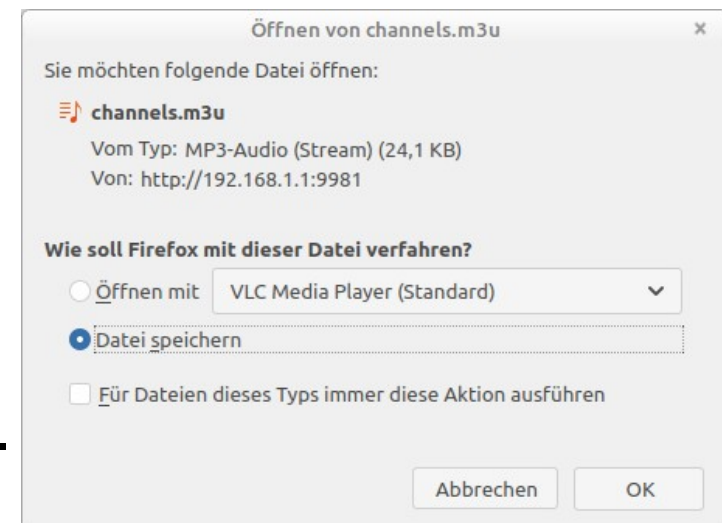 Öffnen von channels.m3u
Sie möchten folgende Datei öffnen:
channels.m3u
Vom Typ: MP3-Audio (Stream) (24,1 KB)
Von: http://192.168.1.1:9981
Wie soll Firefox mit dieser Datei verfahren?
Öffnen mit VLC Media Player (Standard)
Datei speichern
Für Dateien dieses Typs immer diese Aktion ausführen
Abbrechen OK